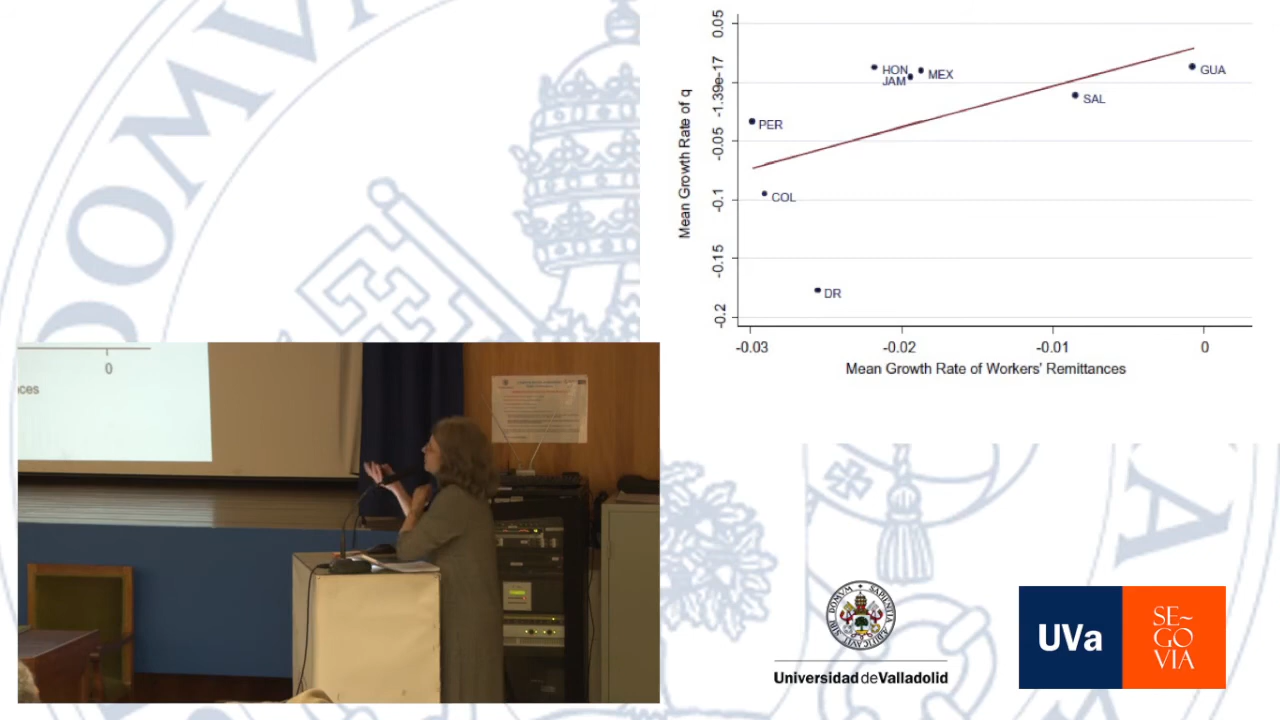 DOMV
0.05
-1.39e-17
-0.05
-0.1
-0.15
-0.2
Mean Growth Rate of q
HON
JAM
MEX
GUA
SAL
PER
COL
DR
-0.03
-0.02
-0.01
0
Mean Growth Rate of Workers' Remittances
0
ces
A
Universidad de Valladolid
UVa
SE~
GO
VIA